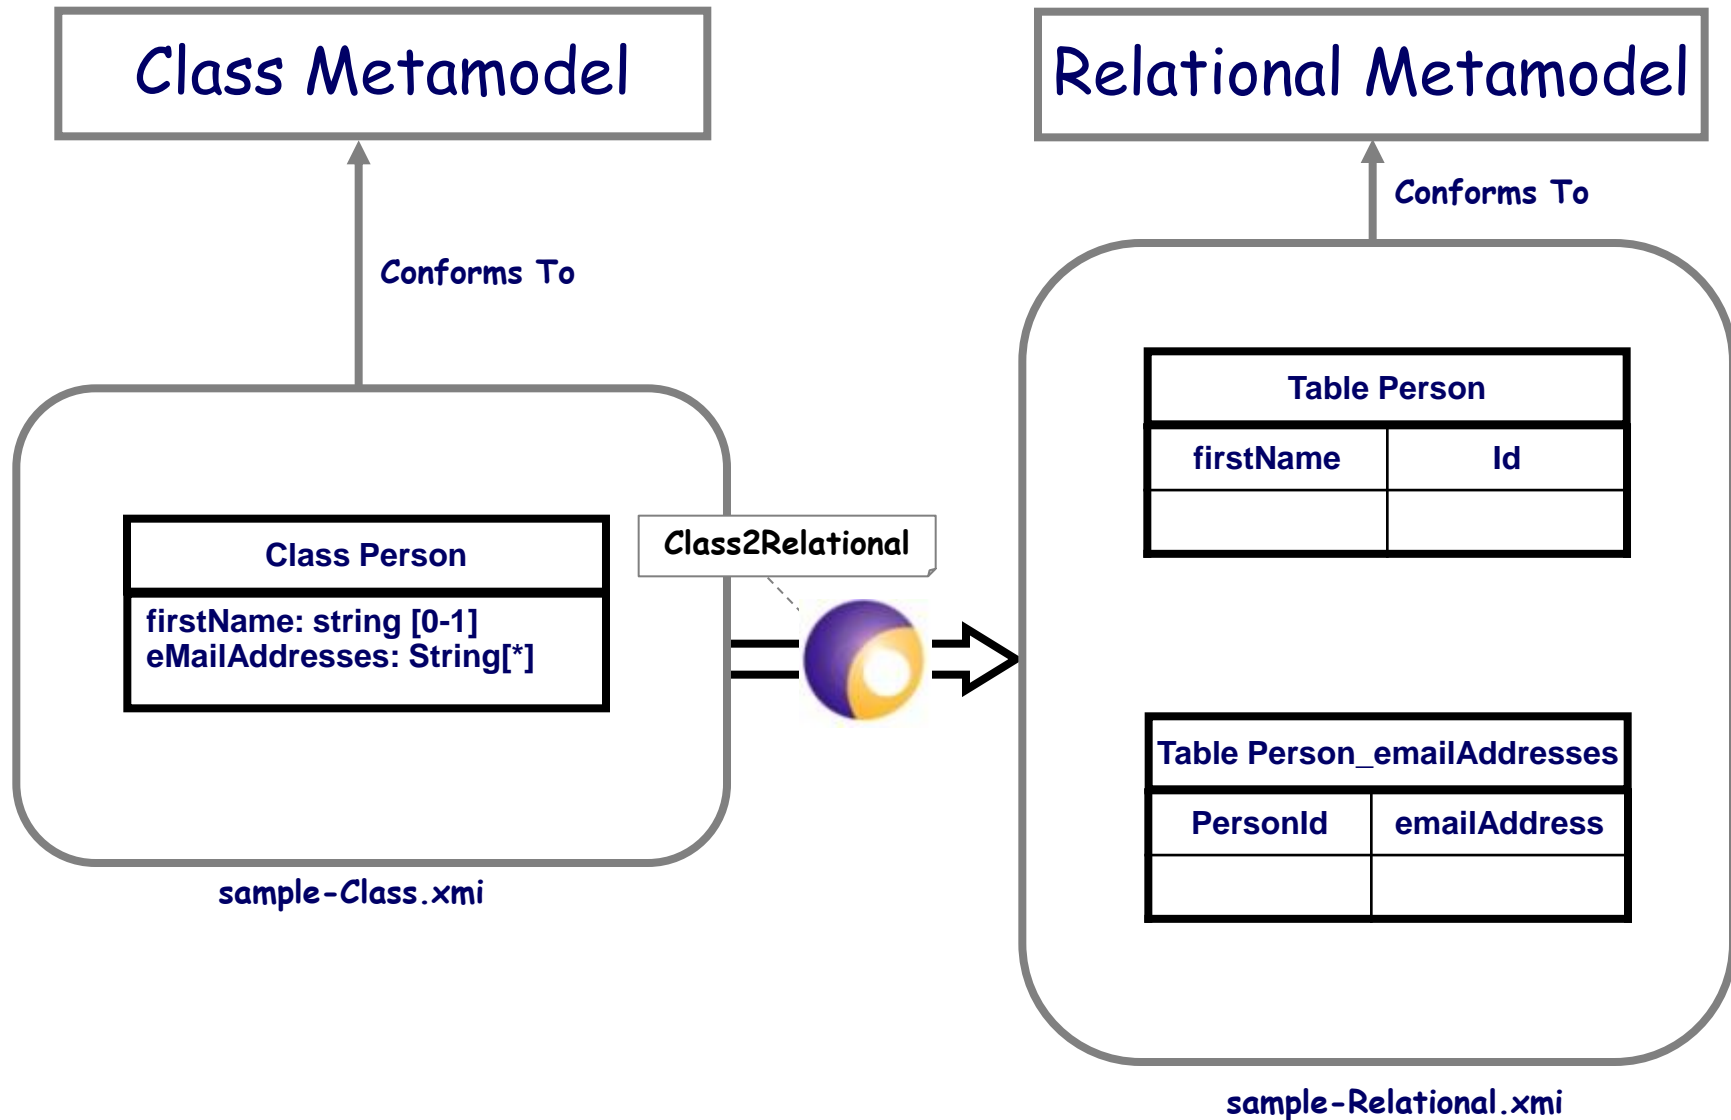 Class Metamodel
Relational Metamodel
Conforms To
Conforms To
Class Person
firstName: string [0-1]
eMailAddresses: String[*]
sample-Class.xmi
Class2Relational
Table Person
firstName Id
Table Person_emailAddresses
PersonId emailAddress
sample-Relational.xmi